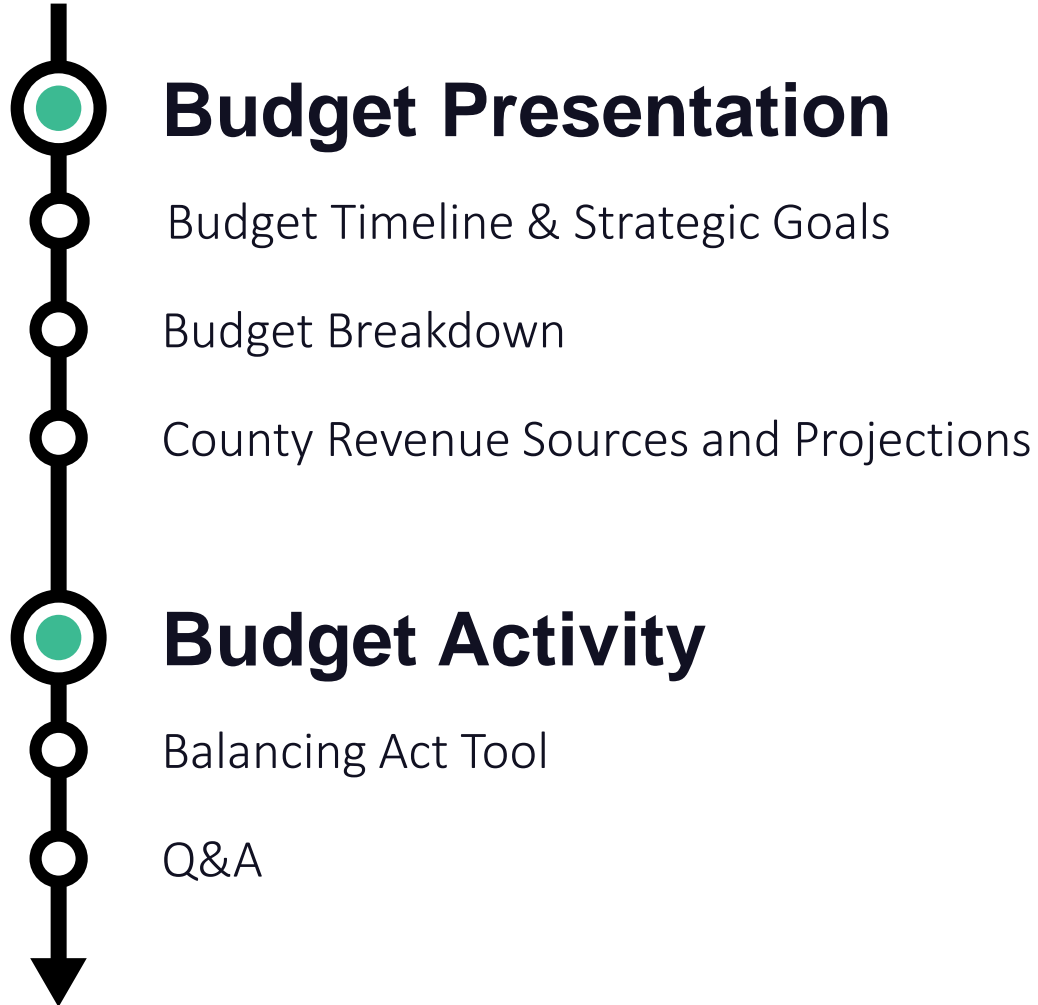 Budget Presentation
Budget Timeline & Strategic Goals
Budget Breakdown
County Revenue Sources and Projections
Budget Activity
Balancing Act Tool
Q&A